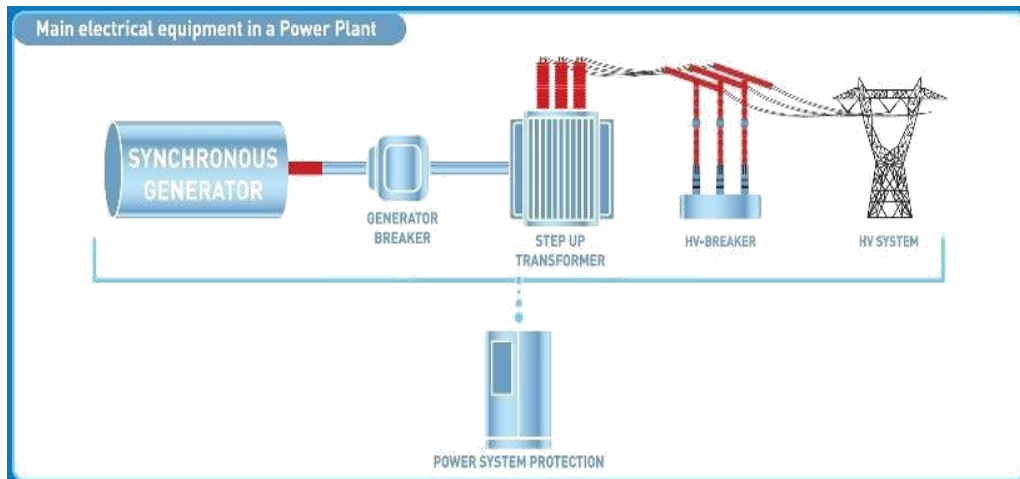 Main electrical equipment in a Power Plant
SYNCHRONOUS
GENERATOR
GENERATOR
BREAKER
STEP UP
TRANSFORMER
HV-BREAKER
HV SYSTEM
POWER SYSTEM PROTECTION